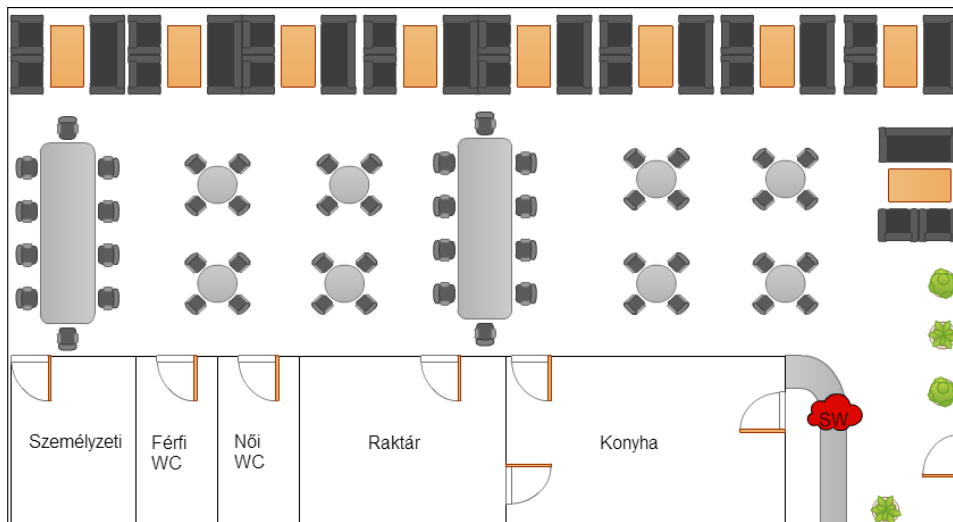 SW
Személyzeti
Férfi
WC
Női
WC
Raktár
Konyha